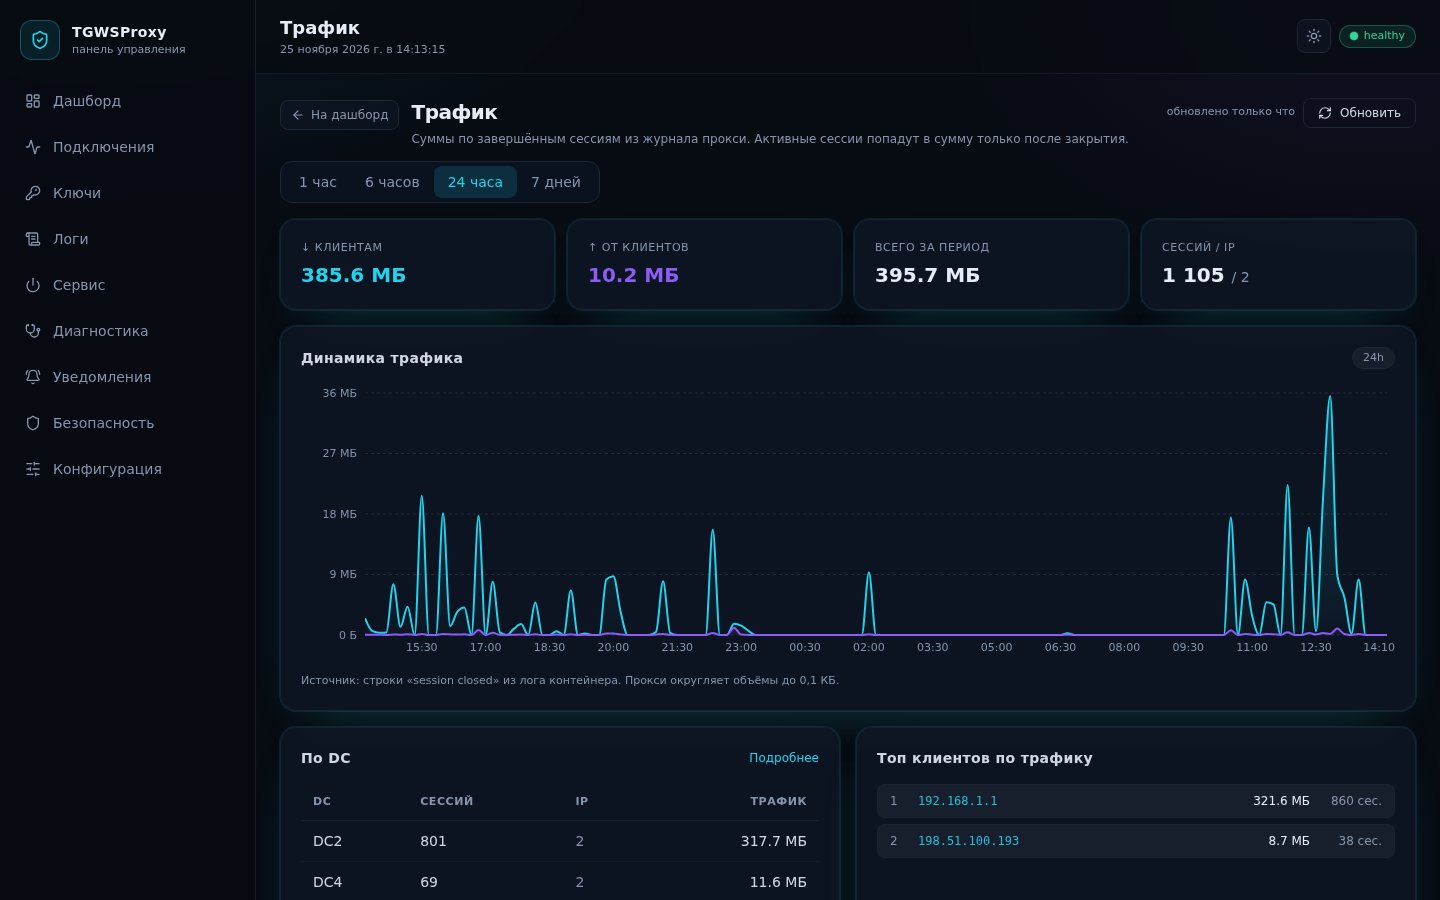 TGWSProxy
панель управления
Дашборд
Подключения
Ключи
Логи
Сервис
Диагностика
Уведомления
Безопасность
Конфигурация
Трафик
25 ноября 2026 г. в 14:13:15
healthy
На дашборд
Трафик
Суммы по завершённым сессиям из журнала прокси. Активные сессии попадут в сумму только после закрытия.
обновлено только что
Обновить
1 час 6 часов 24 часа 7 дней
↓ КЛИЕНТАМ
385.6 МБ
↑ ОТ КЛИЕНТОВ
10.2 МБ
ВСЕГО ЗА ПЕРИОД
395.7 МБ
СЕССИЙ / IP
1 105 / 2
Динамика трафика
24h
36 МБ
27 МБ
18 МБ
9 МБ
0 Б
15:30 17:00 18:30 20:00 21:30 23:00 00:30 02:00 03:30 05:00 06:30 08:00 09:30 11:00 12:30 14:10
Источник: строки «session closed» из лога контейнера. Прокси округляет объёмы до 0,1 КБ.
По DC
Подробнее
DC СЕССИЙ IP ТРАФИК
DC2 801 2 317.7 МБ
DC4 69 2 11.6 МБ
Топ клиентов по трафику
1 192.168.1.1 321.6 МБ 860 сек.
2 198.51.100.193 8.7 МБ 38 сек.